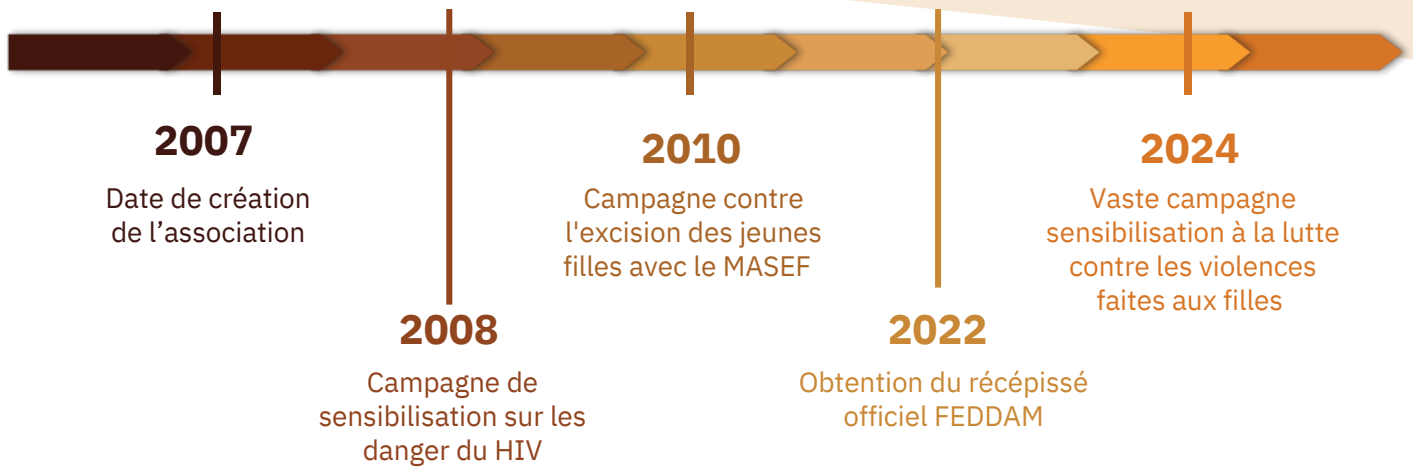 2007
Date de création
de l’association
2008
Campagne de
sensibilisation sur les
danger du HIV
2010
Campagne contre
l'excision des jeunes
filles avec le MASEF
2022
Obtention du récépissé
officiel FEDDAM
2024
Vaste campagne
sensibilisation à la lutte
contre les violences
faites aux filles